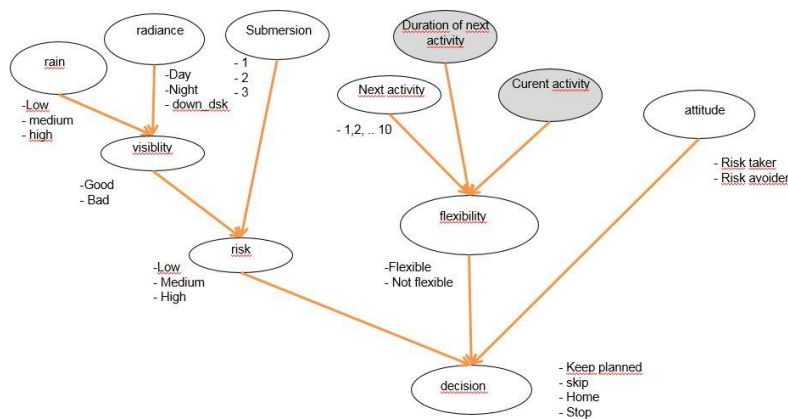 rain
-Low
- medium
- high
radiance
-Day
-Night
- down_dsk
Submersion
- 1
- 2
- 3
Duration of next
activity
Next activity
- 1,2, .. 10
Curent activity
attitude
- Risk taker
- Risk avoider
visiblity
-Good
- Bad
flexibility
-Flexible
- Not flexible
risk
-Low
- Medium
- High
decision
- Keep planned
- skip
- Home
- Stop